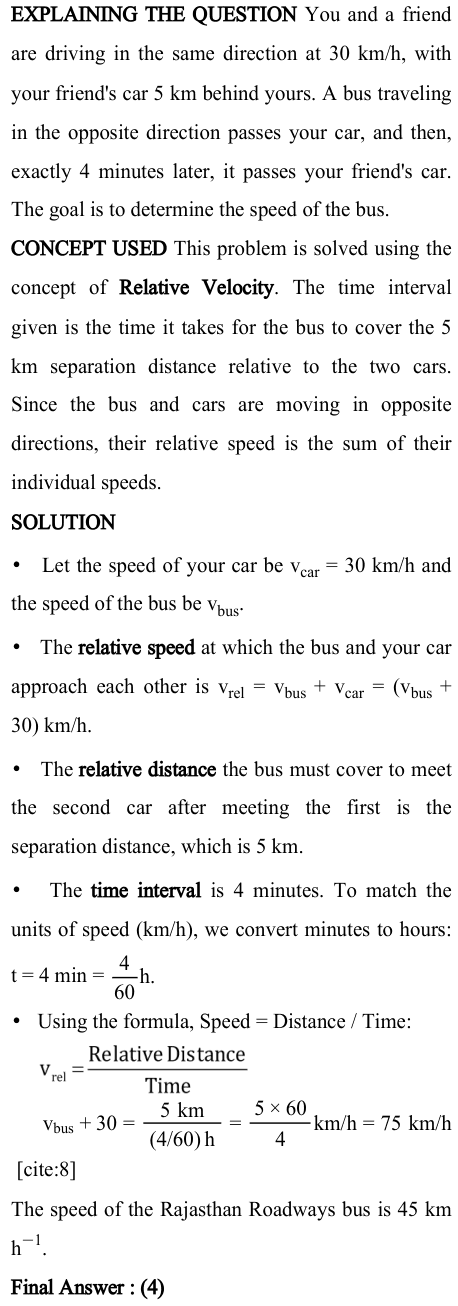 EXPLAINING THE QUESTION You and a friend
are driving in the same direction at 30 km/h, with
your friend's car 5 km behind yours. A bus traveling
in the opposite direction passes your car, and then,
exactly 4 minutes later, it passes your friend's car.
The goal is to determine the speed of the bus.
CONCEPT USED This problem is solved using the
concept of Relative Velocity. The time interval
given is the time it takes for the bus to cover the 5
km separation distance relative to the two cars.
Since the bus and cars are moving in opposite
directions, their relative speed is the sum of their
individual speeds.
SOLUTION
• Let the speed of your car be v_car = 30 km/h and
the speed of the bus be v_bus.
• The relative speed at which the bus and your car
approach each other is v_rel = v_bus + v_car = (v_bus +
30) km/h.
• The relative distance the bus must cover to meet
the second car after meeting the first is the
separation distance, which is 5 km.
• The time interval is 4 minutes. To match the
units of speed (km/h), we convert minutes to hours:
t = 4 min = 4/60 h.
• Using the formula, Speed = Distance / Time:
v_rel = Relative Distance / Time
v_bus + 30 = 5 km / (4/60) h = 5 × 60 / 4 km/h = 75 km/h
[cite:8]
The speed of the Rajasthan Roadways bus is 45 km
h⁻¹.
Final Answer : (4)